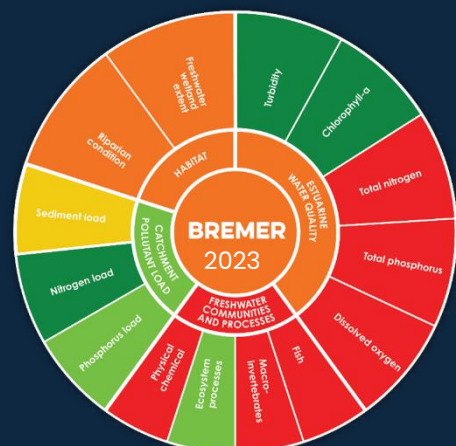 BREMER
2023
HABITAT
ESTUARINE
WATER QUALITY
FRESHWATER
COMMUNITIES
AND PROCESSES
CATCHMENT
POLLUTANT LOAD
Freshwater
wetland
extent
Turbidity
Chlorophyll-a
Total nitrogen
Total phosphorus
Dissolved oxygen
Fish
Macro-
invertebrates
Ecosystem
processes
Physical
chemical
Phosphorus load
Nitrogen load
Sediment load
Riparian
condition